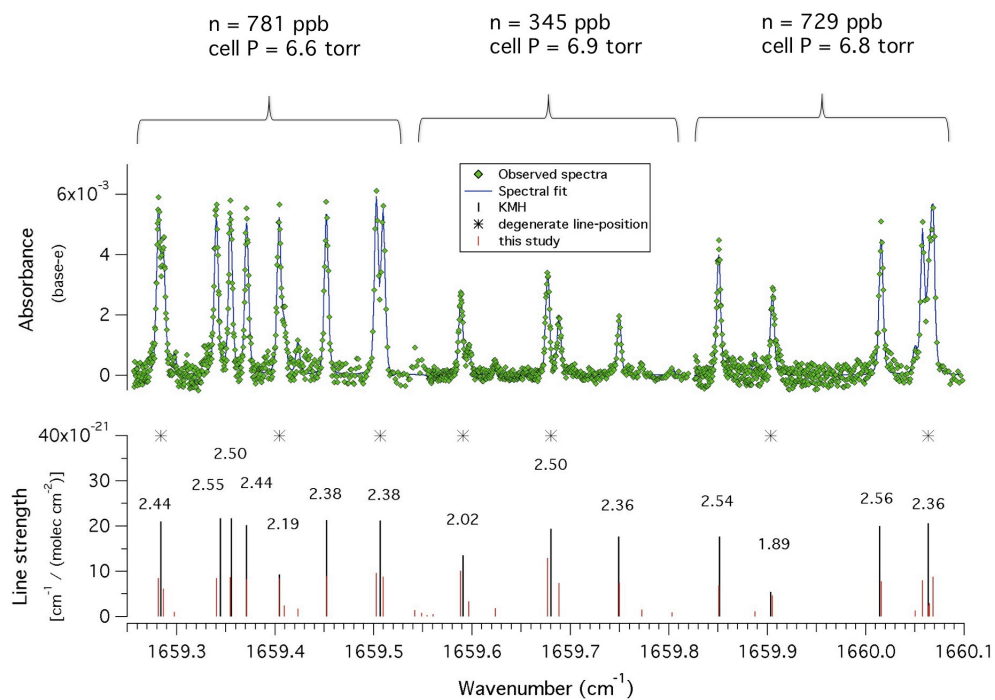 n = 781 ppb
cell P = 6.6 torr
n = 345 ppb
cell P = 6.9 torr
n = 729 ppb
cell P = 6.8 torr
Observed spectra
Spectral fit
KMH
degenerate line-position
this study
Absorbance
(base-e)
6x10-3
4
2
0
Line strength
[cm-1 / (molec cm-2)]
40x10-21
30
20
10
0
2.44
2.55
2.50
2.44
2.19
2.38
2.38
2.02
2.50
2.36
2.54
1.89
2.56
2.36
1659.3 1659.4 1659.5 1659.6 1659.7 1659.8 1659.9 1660.0 1660.1
Wavenumber (cm-1)